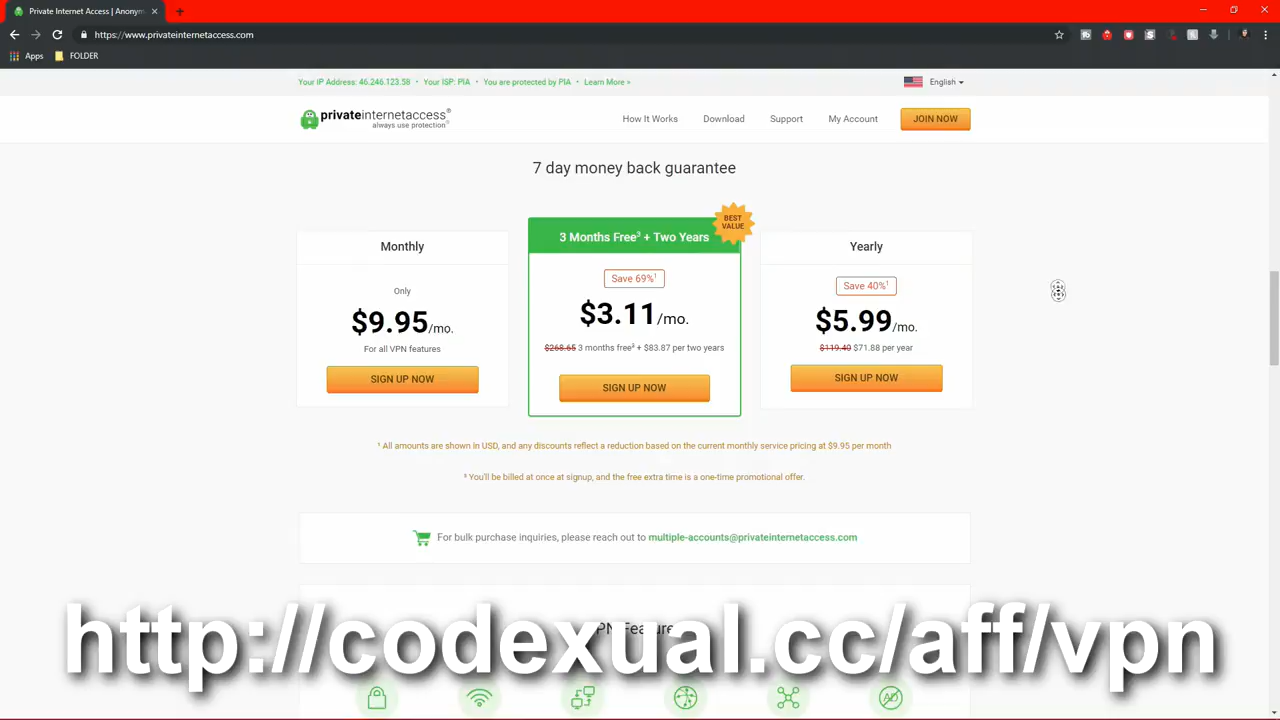 Private Internet Access | Anonym
https://www.privateinternetaccess.com
Apps FOLDER
Your IP Address: 46.246.123.58 • Your ISP: PIA • You are protected by PIA • Learn More »
English
privateinternetaccess®
always use protection
How It Works Download Support My Account JOIN NOW
7 day money back guarantee
BEST
VALUE
Monthly
Only
$9.95/mo.
For all VPN features
SIGN UP NOW
3 Months Free³ + Two Years
Save 69%¹
$3.11/mo.
$268.65 3 months free³ + $83.87 per two years
SIGN UP NOW
Yearly
Save 40%¹
$5.99/mo.
$119.40 $71.88 per year
SIGN UP NOW
¹ All amounts are shown in USD, and any discounts reflect a reduction based on the current monthly service pricing at $9.95 per month
³ You'll be billed at once at signup, and the free extra time is a one-time promotional offer.
For bulk purchase inquiries, please reach out to multiple-accounts@privateinternetaccess.com
http://codexual.cc/aff/vpn
AD